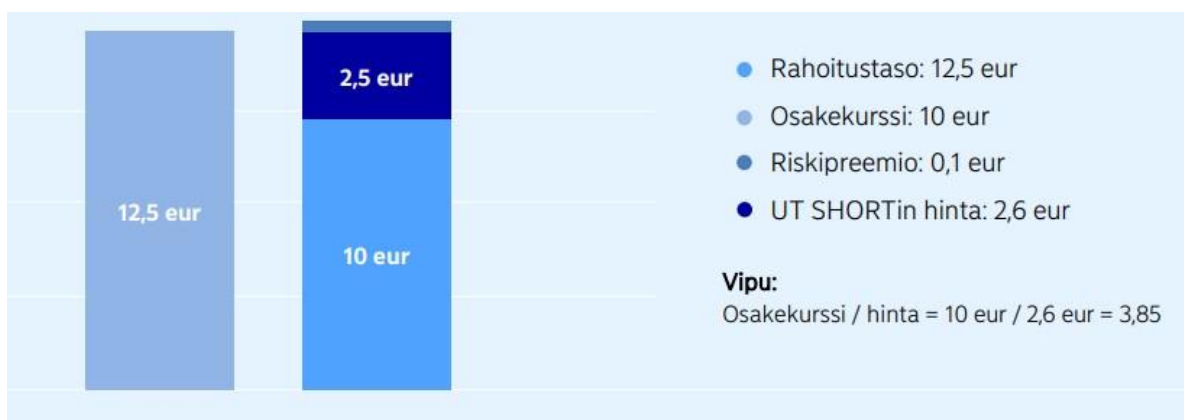 2,5 eur
12,5 eur
10 eur
Rahoitustaso: 12,5 eur
Osakekurssi: 10 eur
Riskipreemio: 0,1 eur
UT SHORTin hinta: 2,6 eur
Vipu:
Osakekurssi / hinta = 10 eur / 2,6 eur = 3,85